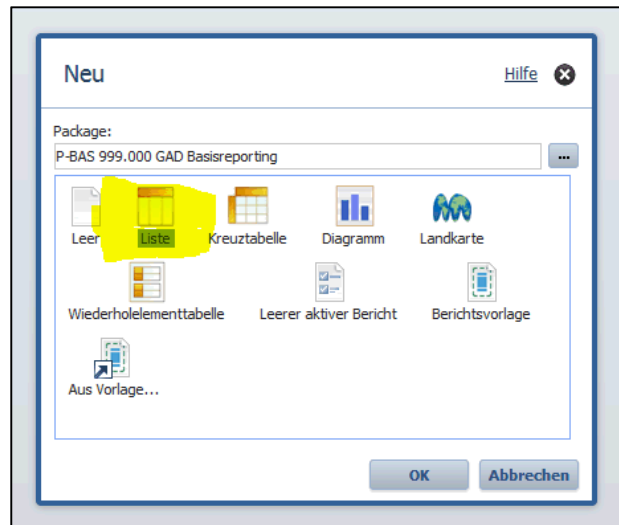 Neu
Hilfe
Package:
P-BAS 999.000 GAD Basisreporting
...
Leer Liste Kreuztabelle Diagramm Landkarte
Wiederholelementtabelle Leerer aktiver Bericht Berichtsvorlage
Aus Vorlage...
OK Abbrechen